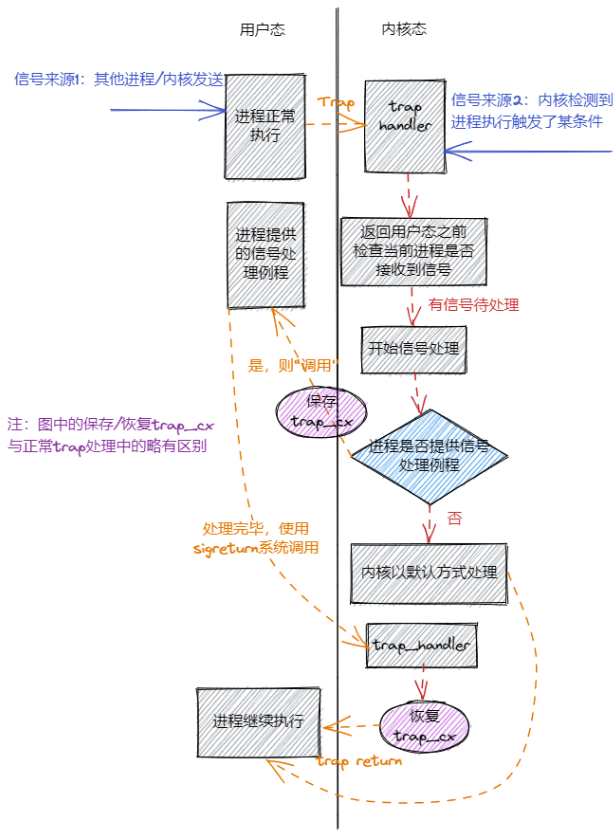 用户态
内核态
信号来源1：其他进程/内核发送
进程正常
执行
Trap
trap
handler
信号来源2：内核检测到
进程执行触发了某条件
进程提供
的信号处
理例程
返回用户态之前
检查当前进程是否
接收到信号
有信号待处理
开始信号处理
是，则"调用"
保存
trap_cx
注：图中的保存/恢复trap_cx
与正常trap处理中的略有区别
进程是否提供信号
处理例程
否
处理完毕，使用
sigreturn系统调用
内核以默认方式处理
trap_handler
进程继续执行
恢复
trap_cx
trap return